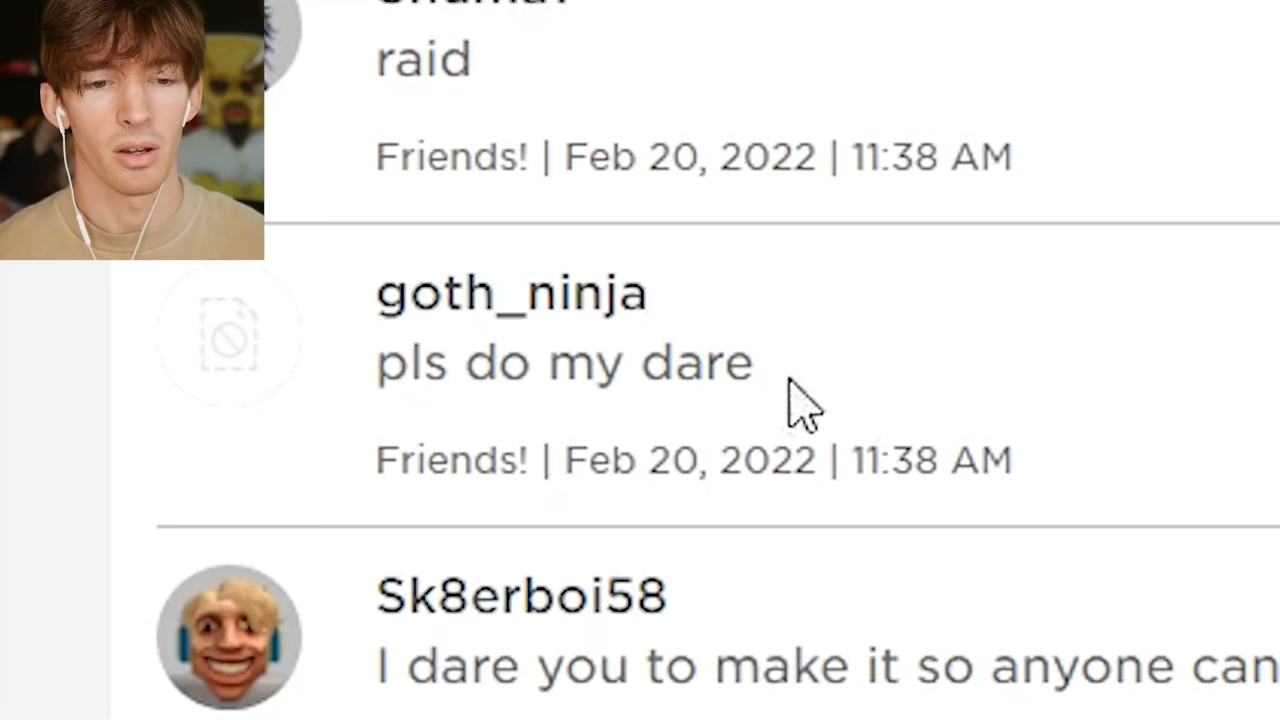 raid
Friends! | Feb 20, 2022 | 11:38 AM
goth_ninja
pls do my dare
Friends! | Feb 20, 2022 | 11:38 AM
Sk8erboi58
I dare you to make it so anyone can